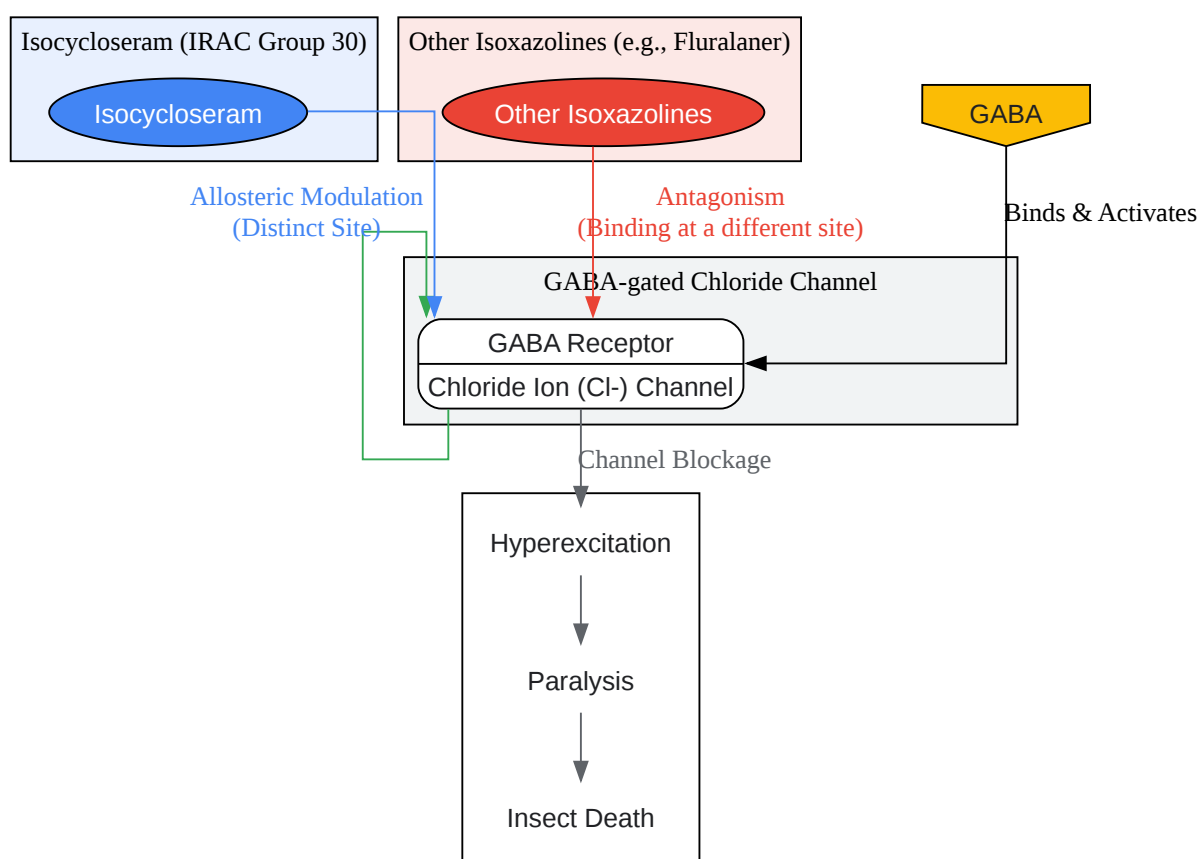 Isocycloseram (IRAC Group 30)
Other Isoxazolines (e.g., Fluralaner)
Isocycloseram
Other Isoxazolines
GABA
Allosteric Modulation
(Distinct Site)
Antagonism
(Binding at a different site)
Binds & Activates
GABA-gated Chloride Channel
GABA Receptor
Chloride Ion (Cl-) Channel
Channel Blockage
Hyperexcitation
Paralysis
Insect Death